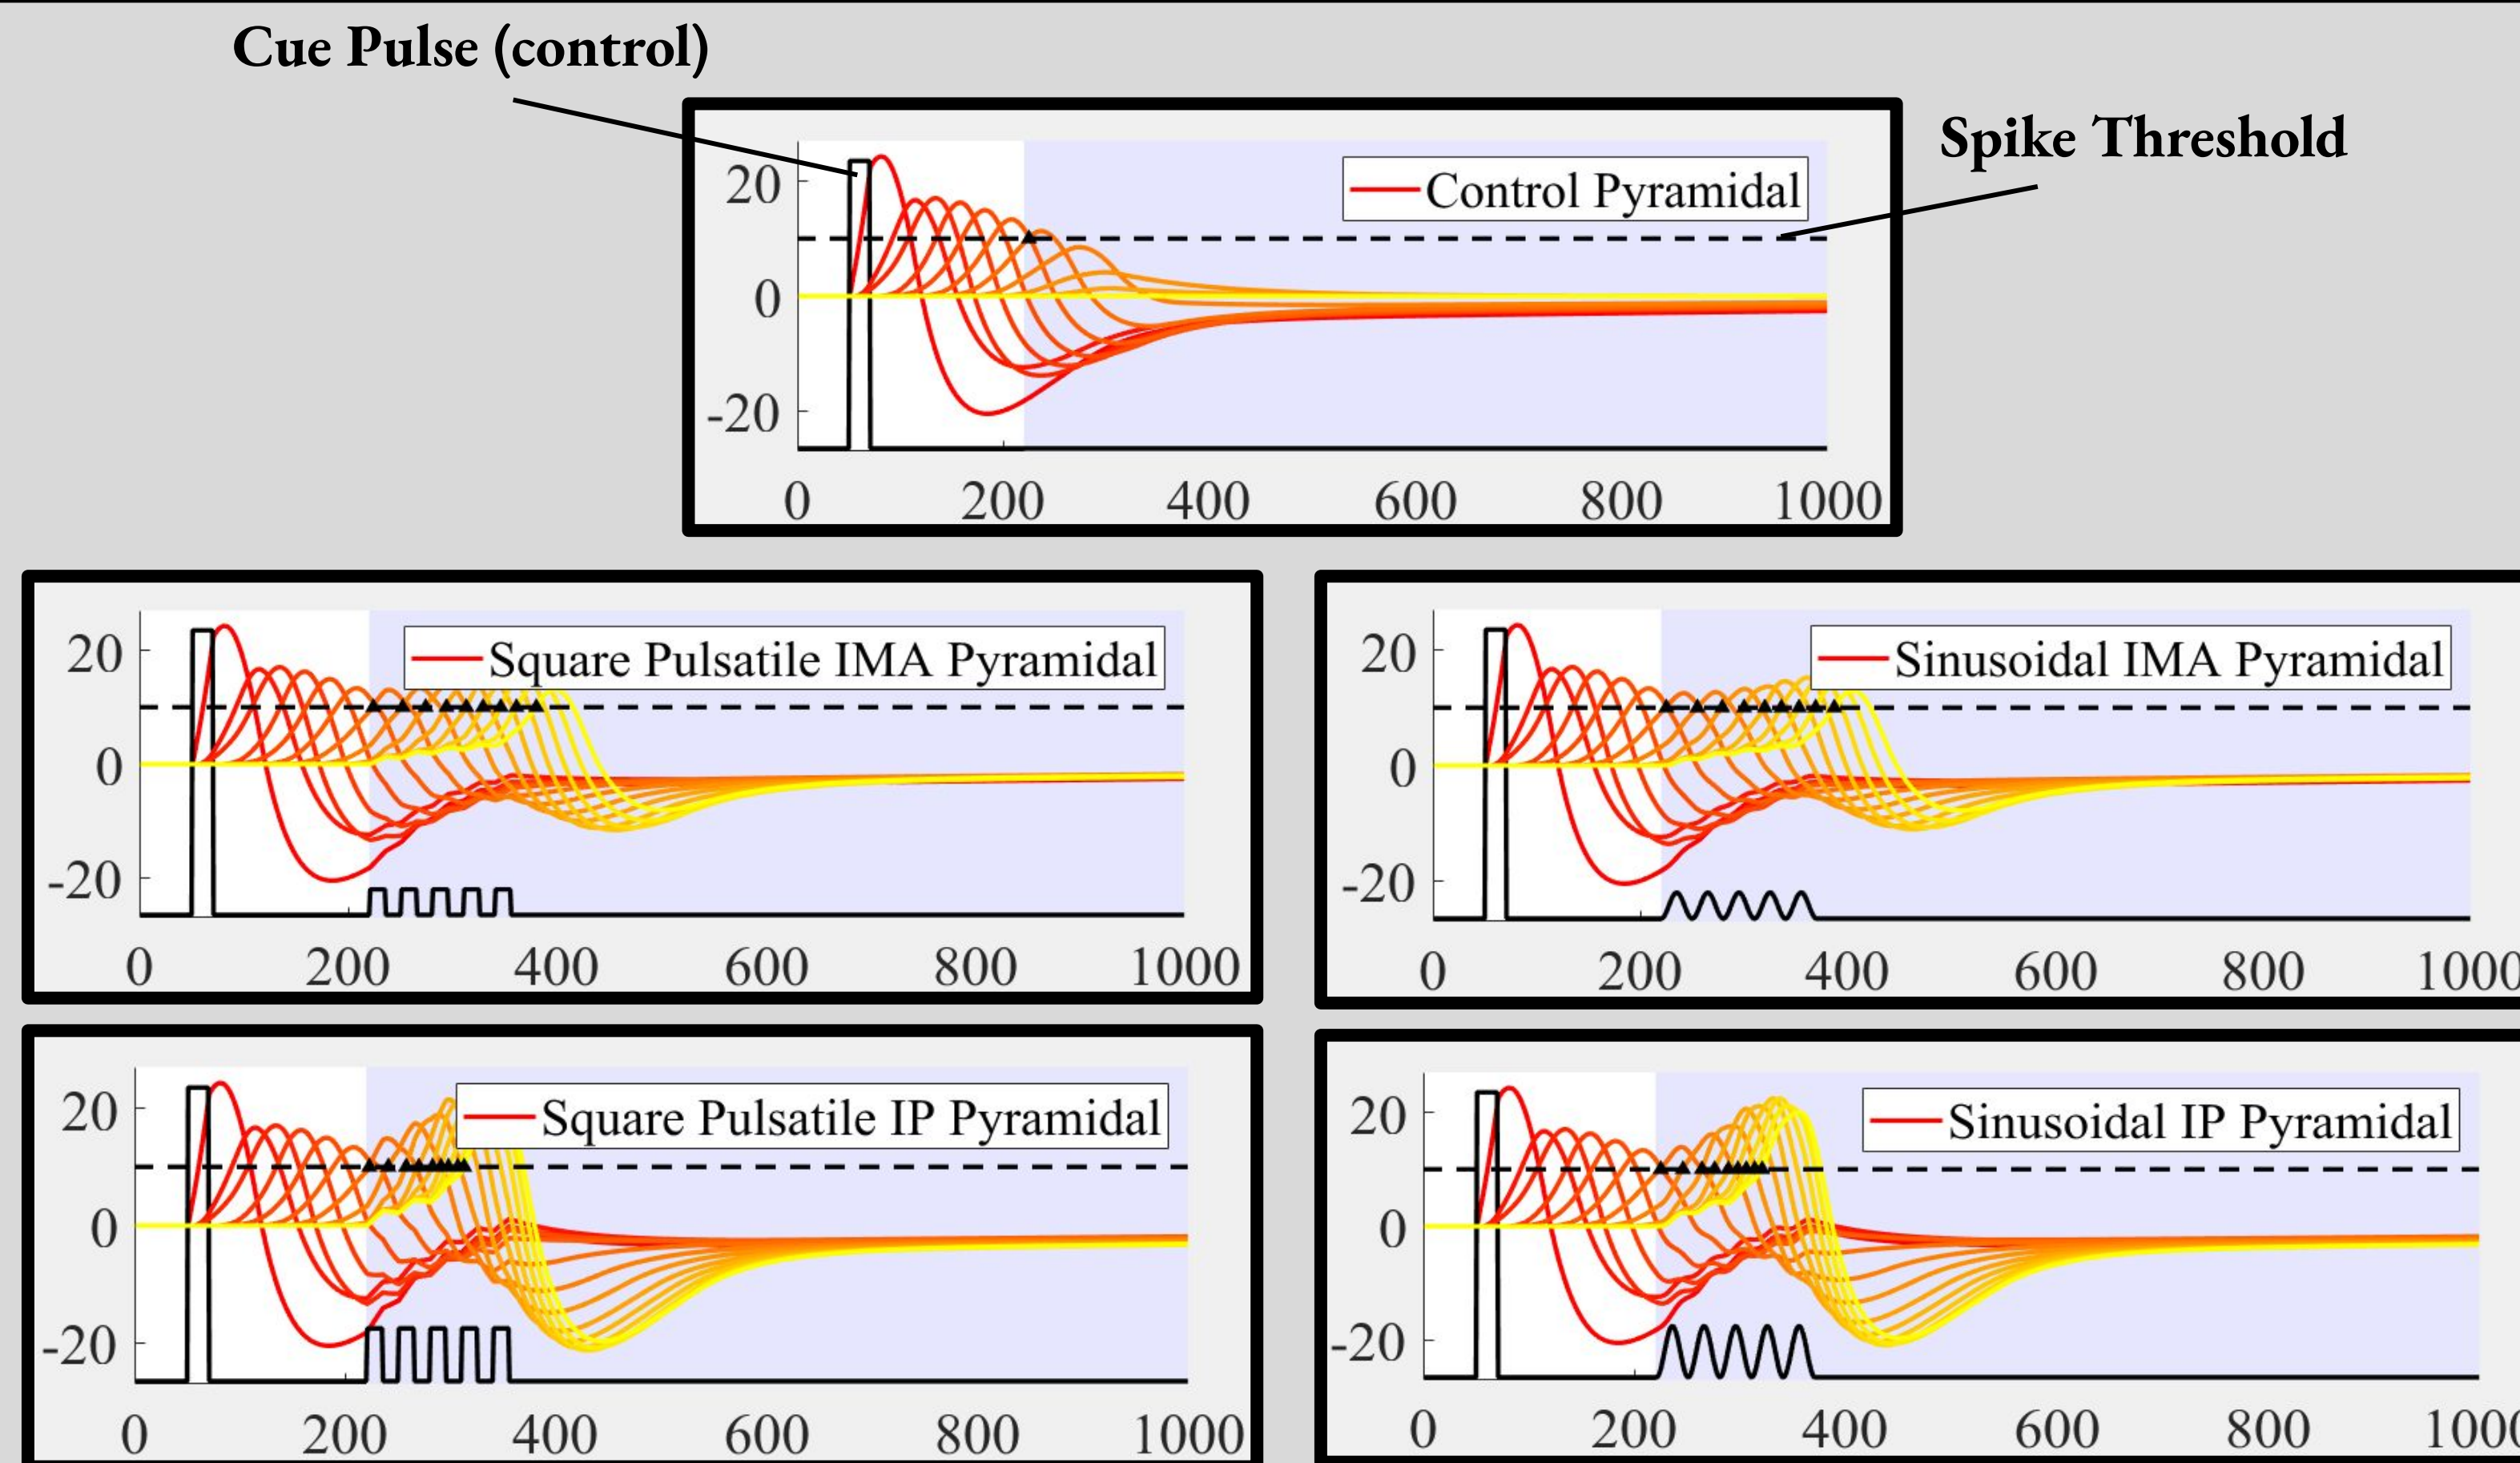 Cue Pulse (control)
Spike Threshold
Control Pyramidal
20
0
-20
0 200 400 600 800 1000
Square Pulsatile IMA Pyramidal
20
0
-20
0 200 400 600 800 1000
Sinusoidal IMA Pyramidal
20
0
-20
0 200 400 600 800 1000
Square Pulsatile IP Pyramidal
20
0
-20
0 200 400 600 800 1000
Sinusoidal IP Pyramidal
20
0
-20
0 200 400 600 800